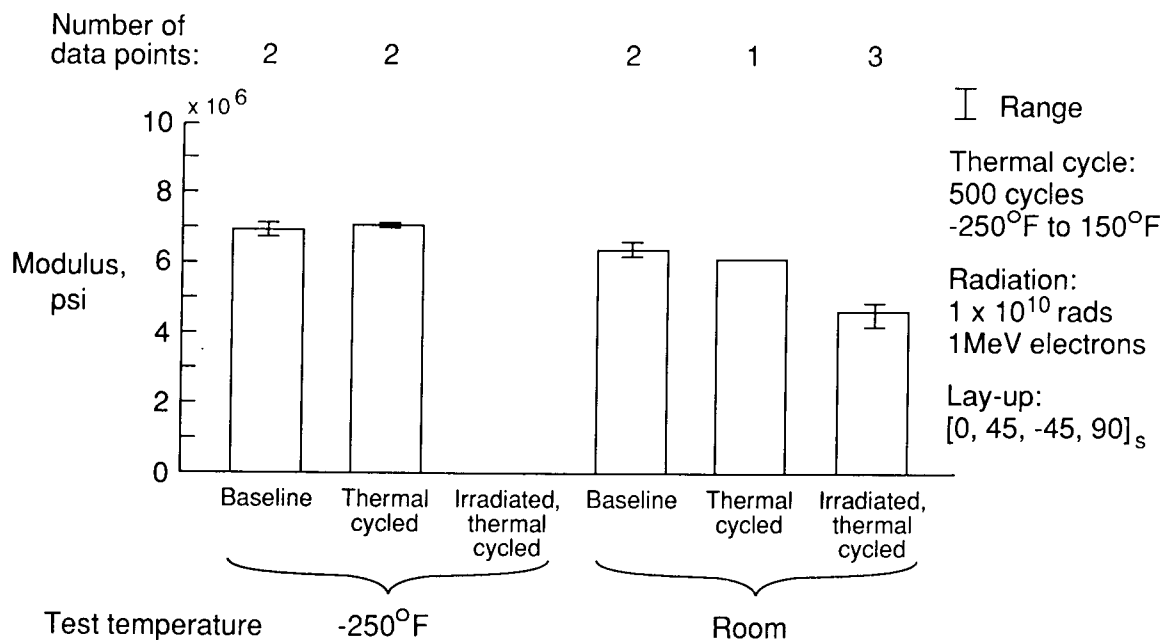 Number of
data points: 2 2 2 1 3
x 10^6
10
8
6
4
2
0
Modulus,
psi
Range
Thermal cycle:
500 cycles
-250°F to 150°F
Radiation:
1 x 10^10 rads
1MeV electrons
Lay-up:
[0, 45, -45, 90]s
Baseline Thermal cycled Irradiated, thermal cycled Baseline Thermal cycled Irradiated, thermal cycled
Test temperature -250°F Room